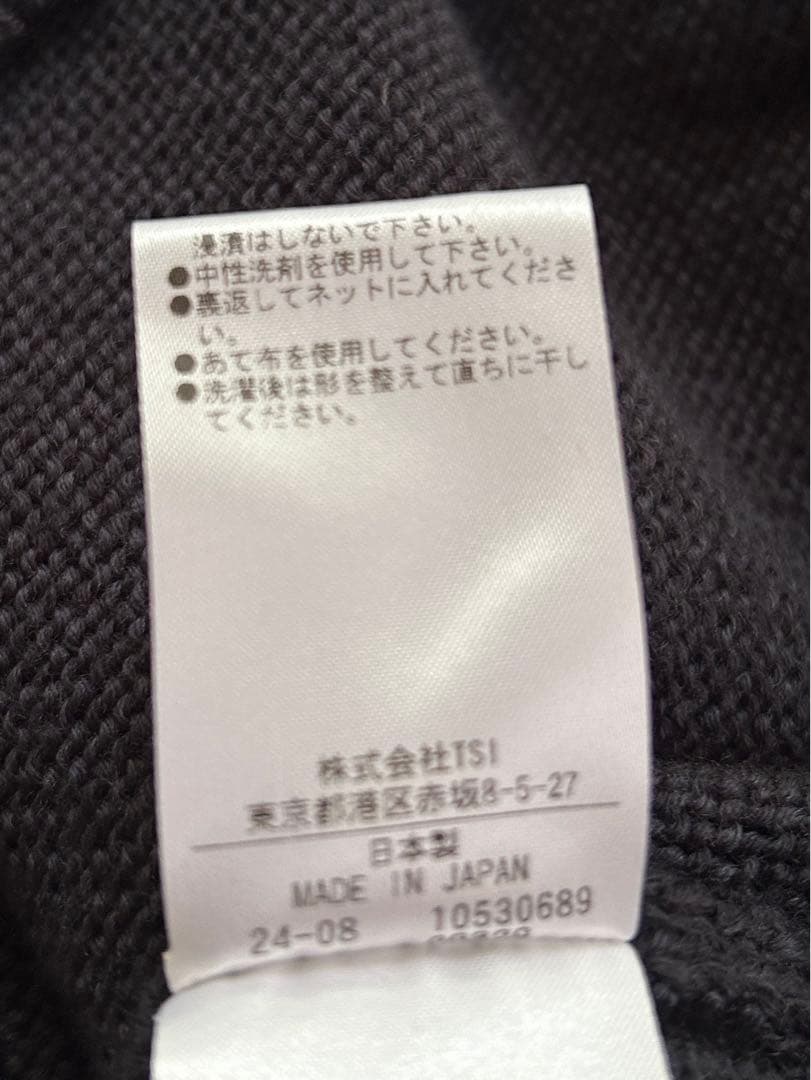 浸漬はしないで下さい。
●中性洗剤を使用して下さい。
●裏返してネットに入れてくださ
い。
●あて布を使用してください。
●洗濯後は形を整えて直ちに干し
てください。
株式会社TSI
東京都港区赤坂8-5-27
日本製
MADE IN JAPAN
24-08 10530689